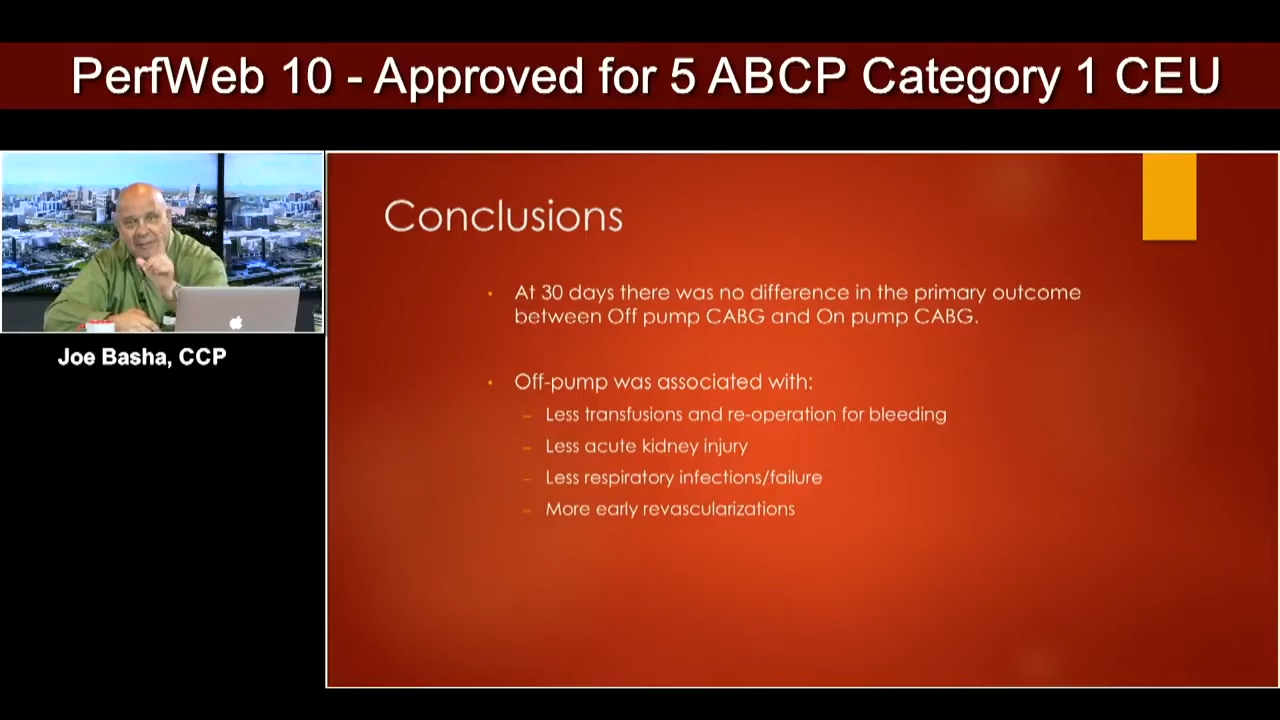 PerfWeb 10 - Approved for 5 ABCP Category 1 CEU
Joe Basha, CCP
Conclusions
• At 30 days there was no difference in the primary outcome
between Off pump CABG and On pump CABG.
• Off-pump was associated with:
– Less transfusions and re-operation for bleeding
– Less acute kidney injury
– Less respiratory infections/failure
– More early revascularizations